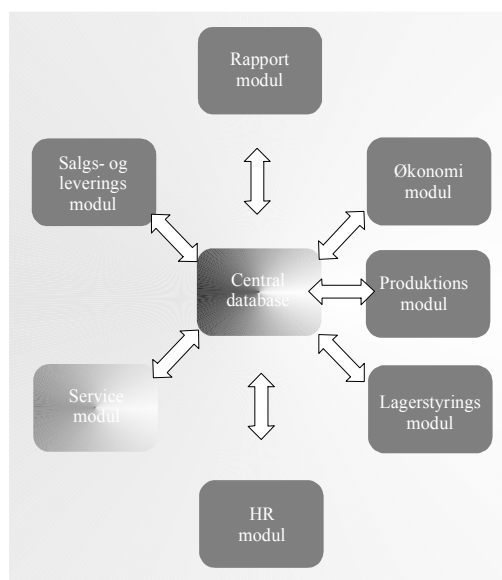 Rapport
modul
Salgs- og
leverings
modul
Økonomi
modul
Central
database
Produktions
modul
Service
modul
Lagerstyrings
modul
HR
modul